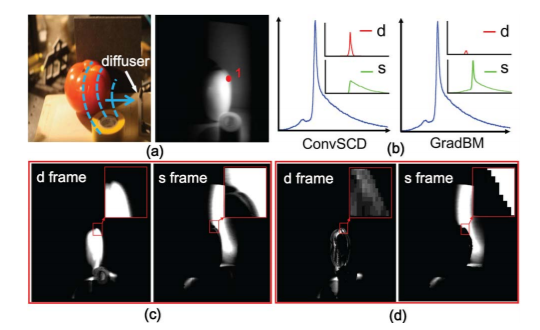 diffuser
1
(a)
d
s
ConvSCD
d
s
GradBM
(b)
d frame
s frame
(c)
d frame
s frame
(d)